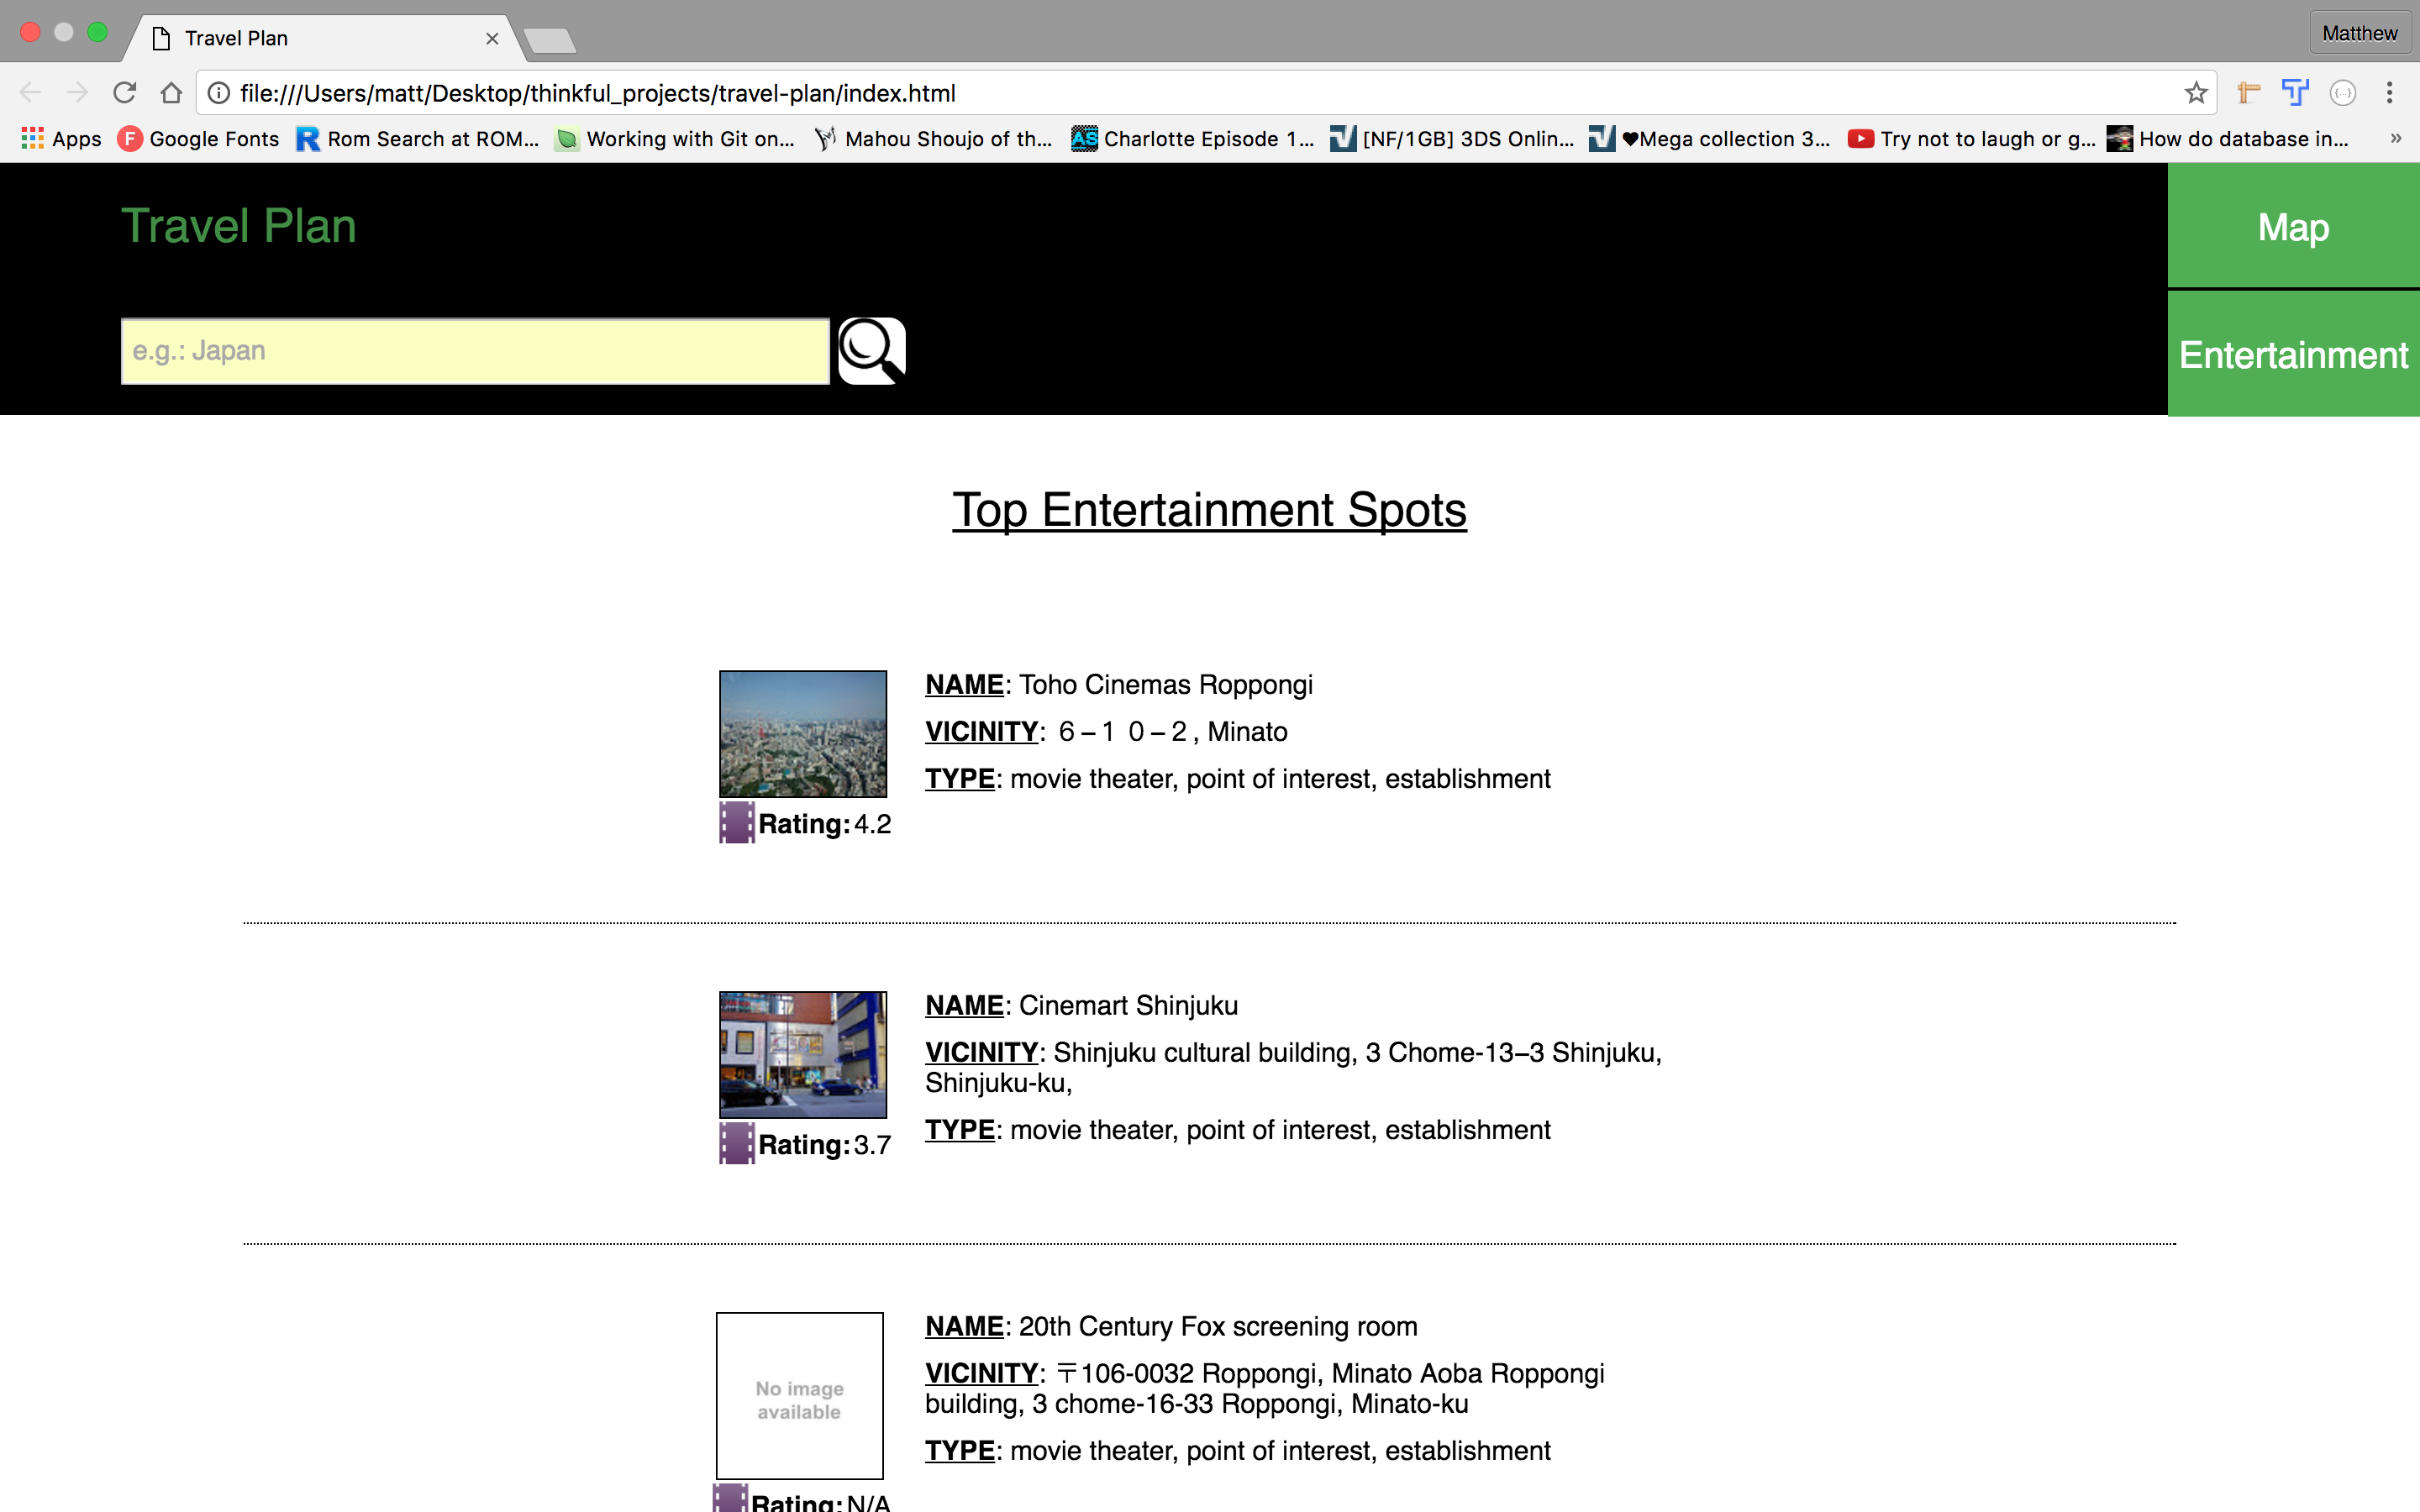 Travel Plan
Matthew
file:///Users/matt/Desktop/thinkful_projects/travel-plan/index.html
Apps
Google Fonts
Rom Search at ROM...
Working with Git on...
Mahou Shoujo of th...
Charlotte Episode 1...
[NF/1GB] 3DS Onlin...
♥Mega collection 3...
Try not to laugh or g...
How do database in...
»
Travel Plan
Map
e.g.: Japan
Entertainment
Top Entertainment Spots
NAME: Toho Cinemas Roppongi
VICINITY: ６−１０−２, Minato
TYPE: movie theater, point of interest, establishment
Rating: 4.2
NAME: Cinemart Shinjuku
VICINITY: Shinjuku cultural building, 3 Chome-13−3 Shinjuku,
Shinjuku-ku,
TYPE: movie theater, point of interest, establishment
Rating: 3.7
NAME: 20th Century Fox screening room
VICINITY: 〒106-0032 Roppongi, Minato Aoba Roppongi
building, 3 chome-16-33 Roppongi, Minato-ku
TYPE: movie theater, point of interest, establishment
No image
available
Rating: N/A